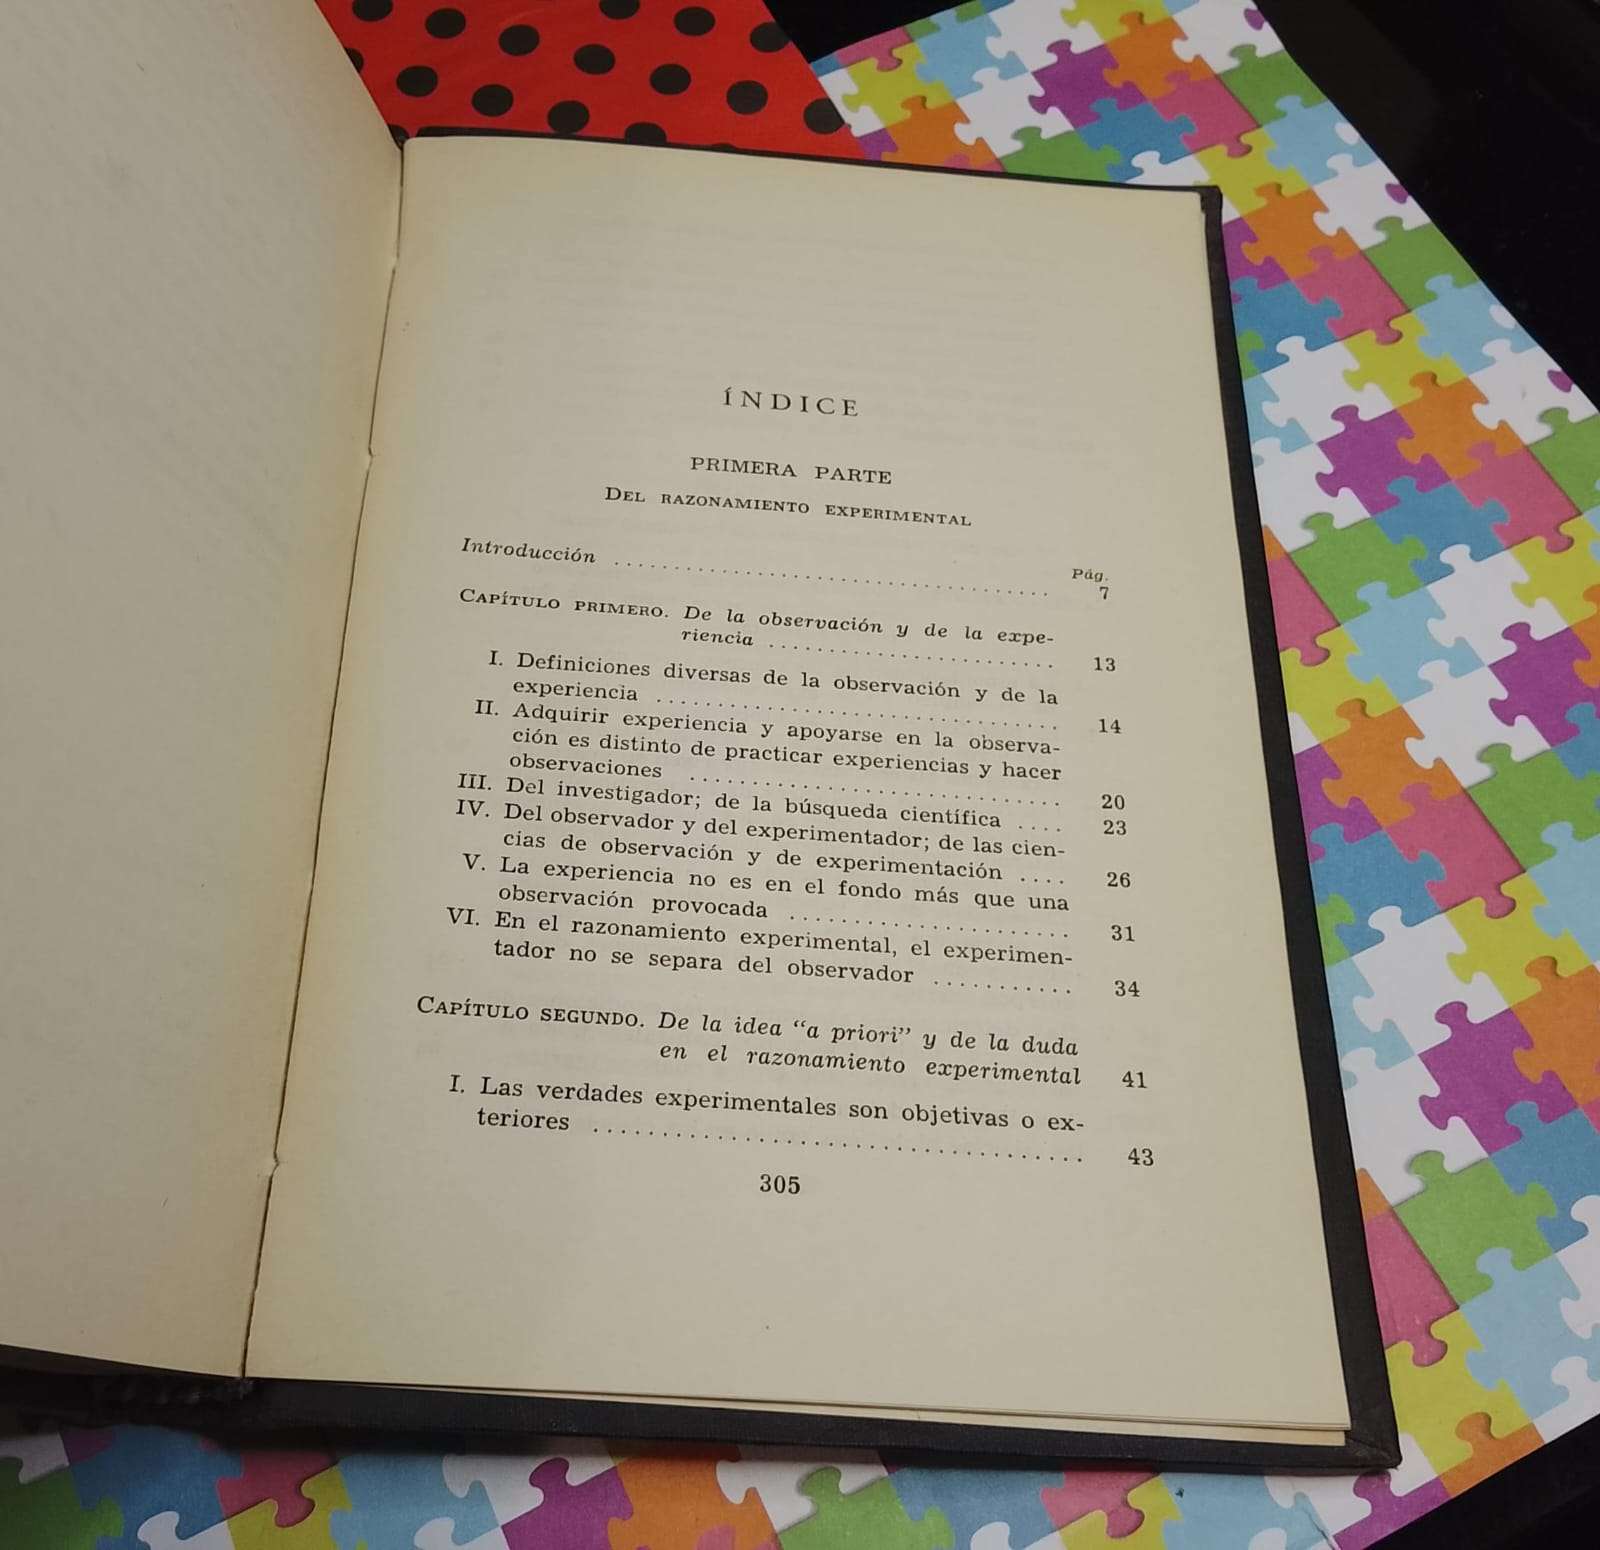 ÍNDICE
PRIMERA PARTE
DEL RAZONAMIENTO EXPERIMENTAL
Pág.
Introducción .................................... 7
CAPÍTULO PRIMERO. De la observación y de la expe-
riencia ........................ 13
I. Definiciones diversas de la observación y de la
experiencia ................................. 14
II. Adquirir experiencia y apoyarse en la observa-
ción es distinto de practicar experiencias y hacer
observaciones ............................... 20
III. Del investigador; de la búsqueda científica .... 23
IV. Del observador y del experimentador; de las cien-
cias de observación y de experimentación .... 26
V. La experiencia no es en el fondo más que una
observación provocada ....................... 31
VI. En el razonamiento experimental, el experimen-
tador no se separa del observador ........... 34
CAPÍTULO SEGUNDO. De la idea “a priori” y de la duda
en el razonamiento experimental 41
I. Las verdades experimentales son objetivas o ex-
teriores .................................... 43
305